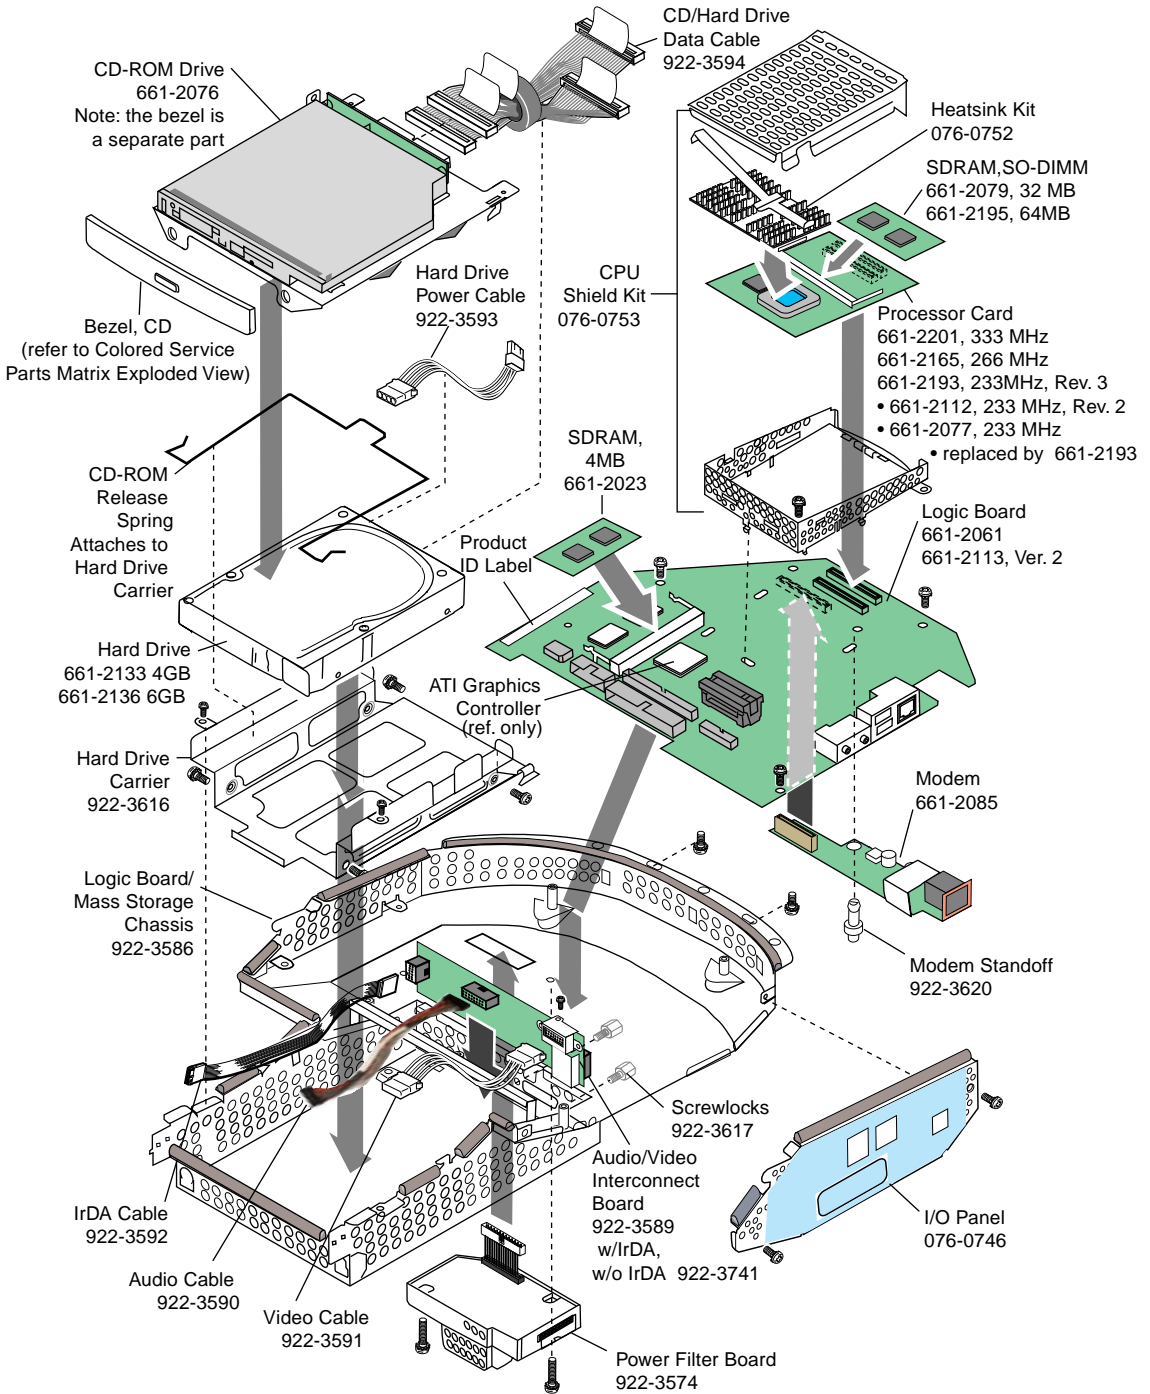 CD/Hard Drive
Data Cable
922-3594
CD-ROM Drive
661-2076
Note: the bezel is
a separate part
Heatsink Kit
076-0752
SDRAM,SO-DIMM
661-2079, 32 MB
661-2195, 64MB
Hard Drive
Power Cable
922-3593
CPU
Shield Kit
076-0753
Bezel, CD
(refer to Colored Service
Parts Matrix Exploded View)
Processor Card
661-2201, 333 MHz
661-2165, 266 MHz
661-2193, 233MHz, Rev. 3
• 661-2112, 233 MHz, Rev. 2
• 661-2077, 233 MHz
• replaced by 661-2193
SDRAM,
4MB
661-2023
CD-ROM
Release
Spring
Attaches to
Hard Drive
Carrier
Product
ID Label
Logic Board
661-2061
661-2113, Ver. 2
Hard Drive
661-2133 4GB
661-2136 6GB
ATI Graphics
Controller
(ref. only)
Hard Drive
Carrier
922-3616
Modem
661-2085
Logic Board/
Mass Storage
Chassis
922-3586
Modem Standoff
922-3620
Screwlocks
922-3617
Audio/Video
Interconnect
Board
922-3589
w/IrDA,
w/o IrDA 922-3741
IrDA Cable
922-3592
I/O Panel
076-0746
Audio Cable
922-3590
Video Cable
922-3591
Power Filter Board
922-3574